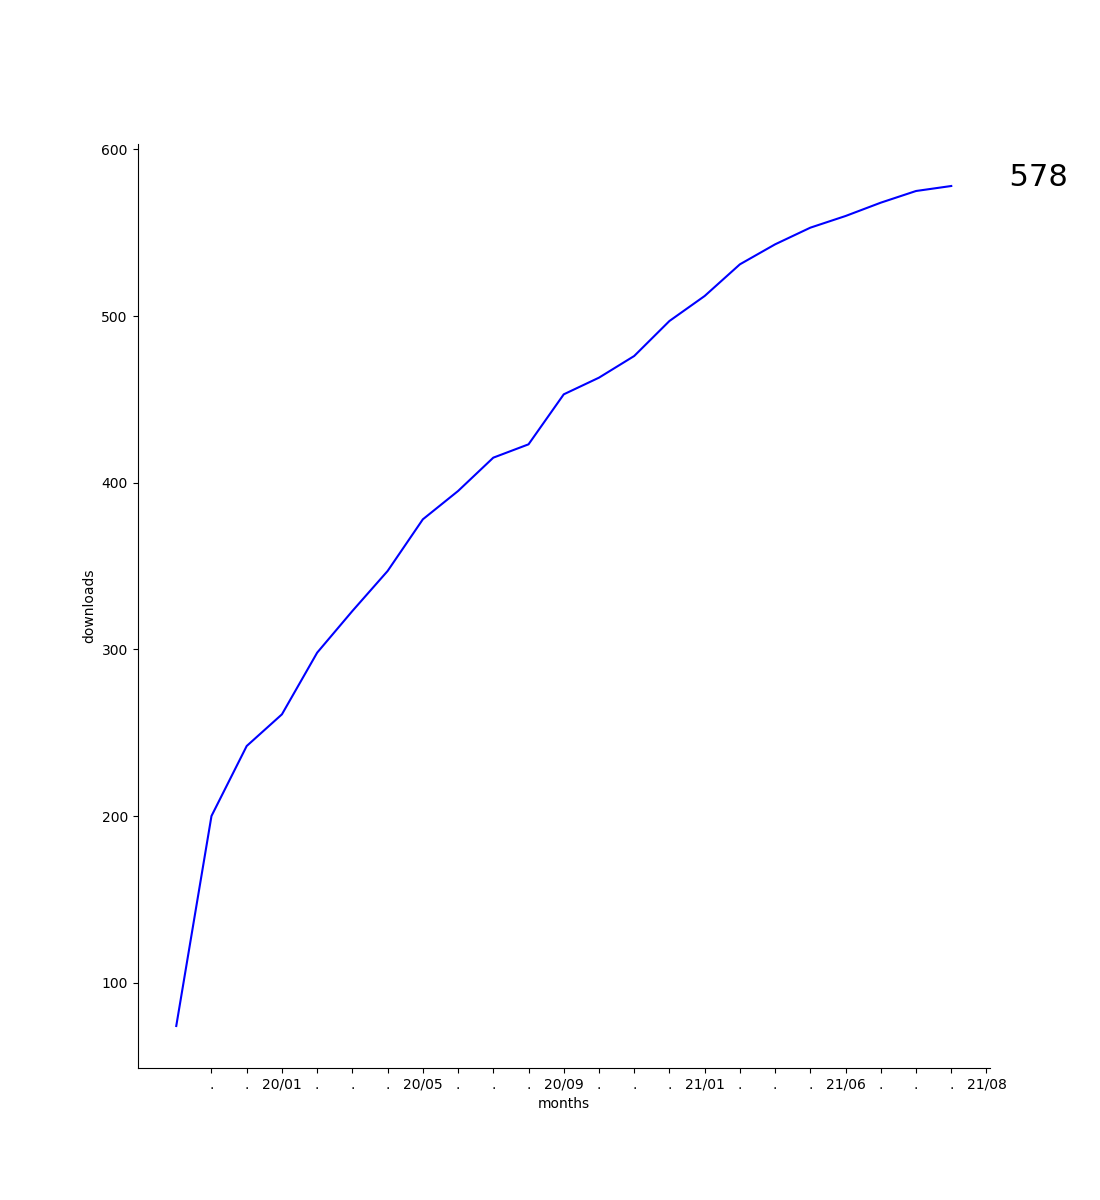 600
578
500
400
300
200
100
downloads
. . 20/01 . . . 20/05 . . . 20/09 . . . 21/01 . . . 21/06 . . . 21/08
months